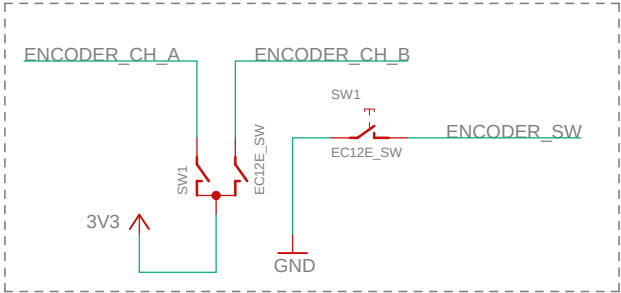 ENCODER_CH_A
ENCODER_CH_B
SW1
ENCODER_SW
EC12E_SW
SW1
EC12E_SW
3V3
GND